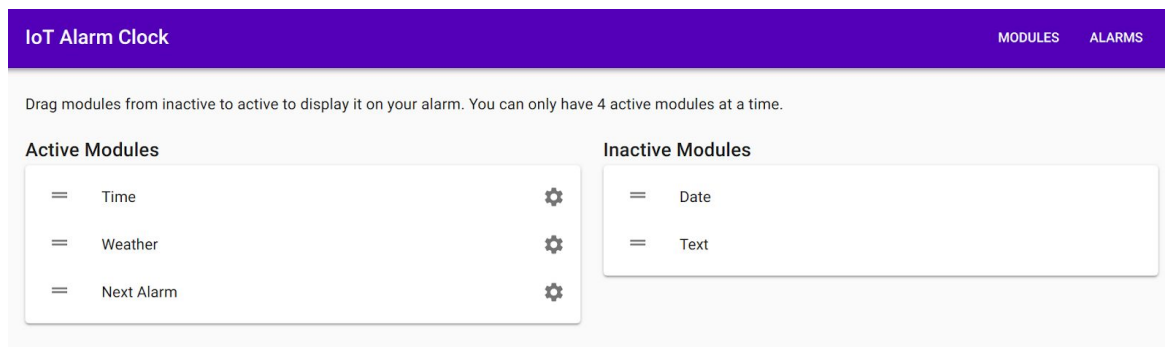 IoT Alarm Clock
MODULES ALARMS
Drag modules from inactive to active to display it on your alarm. You can only have 4 active modules at a time.
Active Modules
Time
Weather
Next Alarm
Inactive Modules
Date
Text